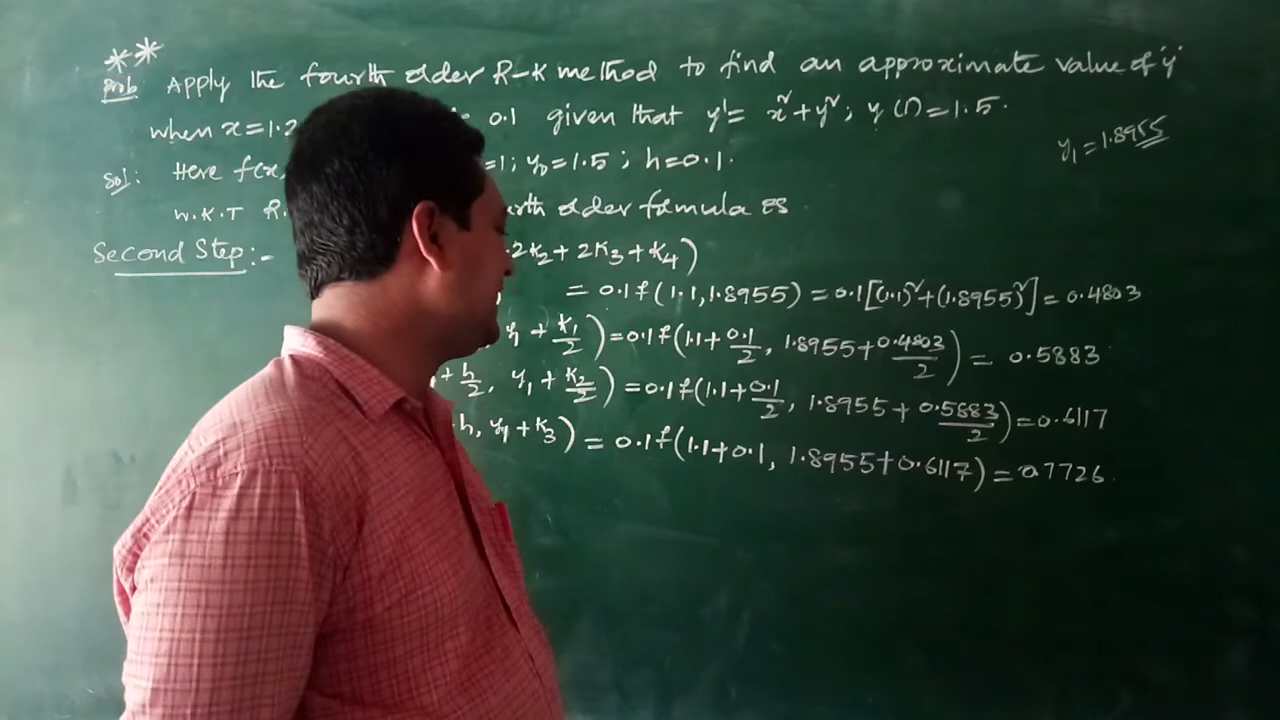 **
Prob: Apply the fourth order R-K method to find an approximate value of 'y'
when x=1.2 0.1 given that y' = x²+y²; y(1)=1.5.
y₁ = 1.8955
Sol: Here f(x, =1; y₀=1.5; h=0.1.
W.K.T R. order formula is
Second Step:- 2K₂+2K₃+K₄)
= 0.1f(1.1, 1.8955) = 0.1[(1.1)²+(1.8955)²] = 0.4803
y₁+K₁/2) = 0.1f(1.1+0.1/2, 1.8955+0.4803/2) = 0.5883
+h/2, y₁+K₂/2) = 0.1f(1.1+0.1/2, 1.8955+0.5883/2) = 0.6117
h, y₁+K₃) = 0.1f(1.1+0.1, 1.8955+0.6117) = 0.7726